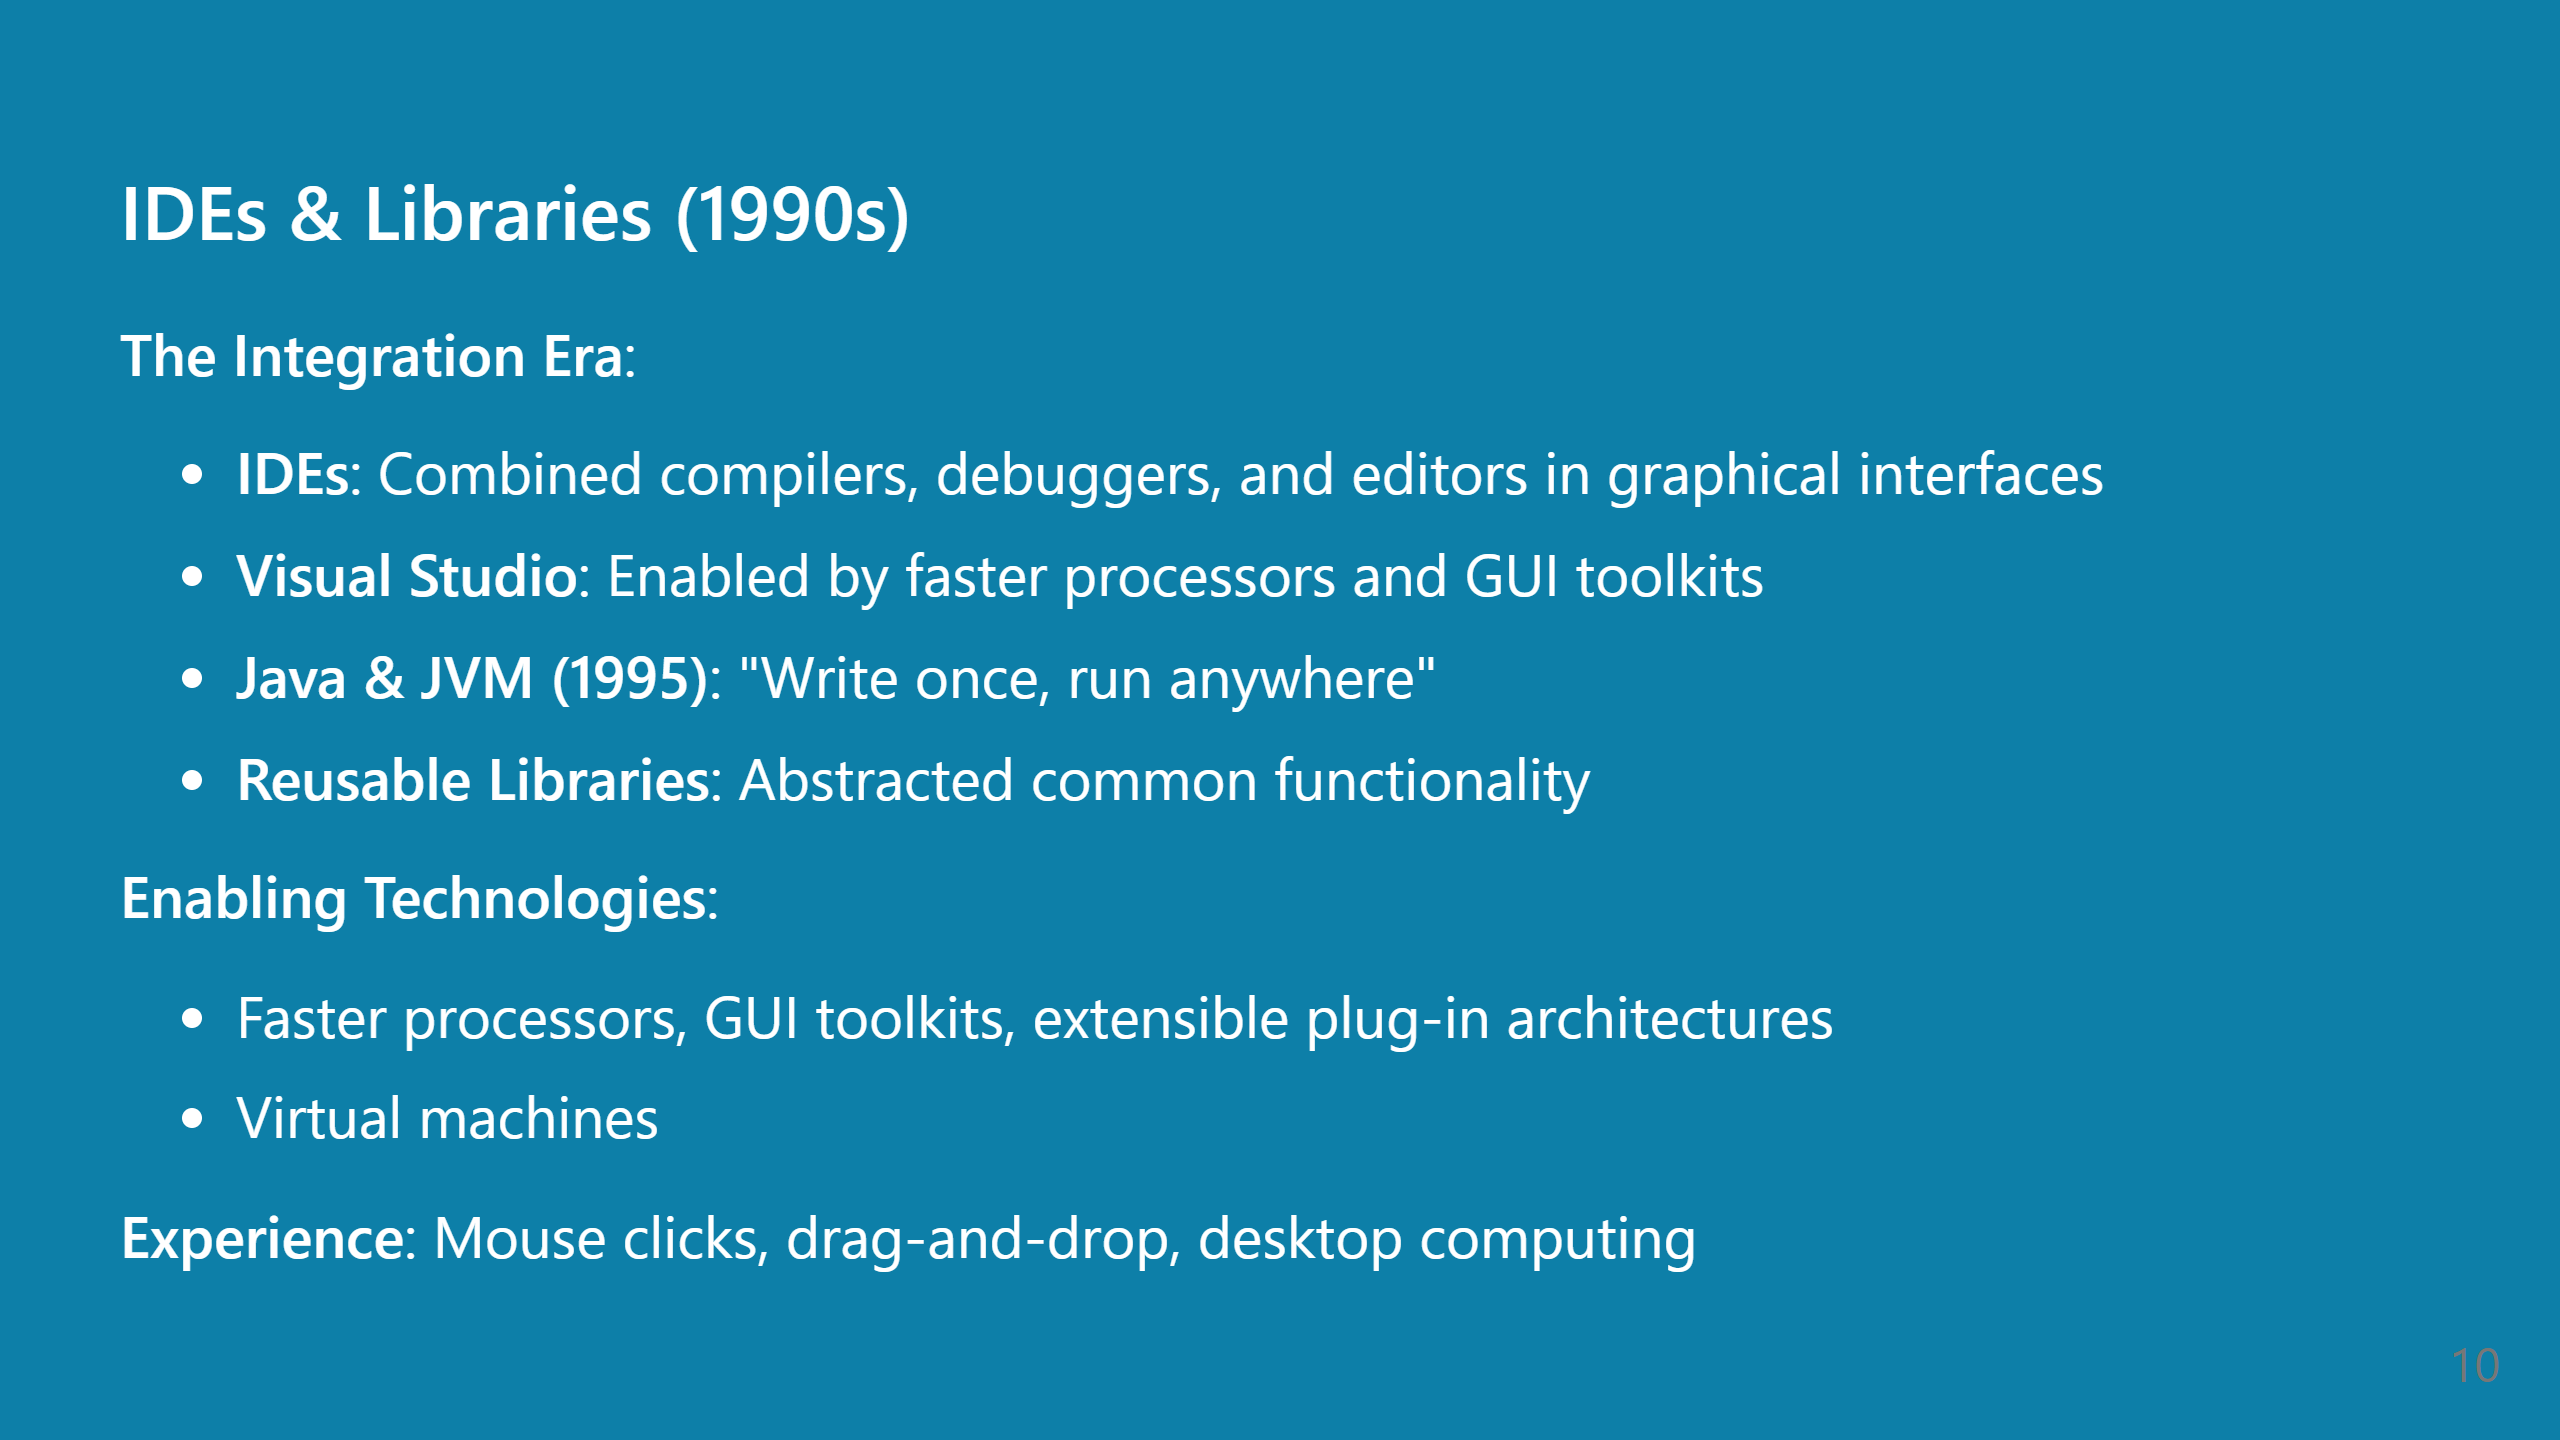 IDEs & Libraries (1990s)
The Integration Era:
• IDEs: Combined compilers, debuggers, and editors in graphical interfaces
• Visual Studio: Enabled by faster processors and GUI toolkits
• Java & JVM (1995): "Write once, run anywhere"
• Reusable Libraries: Abstracted common functionality
Enabling Technologies:
• Faster processors, GUI toolkits, extensible plug-in architectures
• Virtual machines
Experience: Mouse clicks, drag-and-drop, desktop computing
10